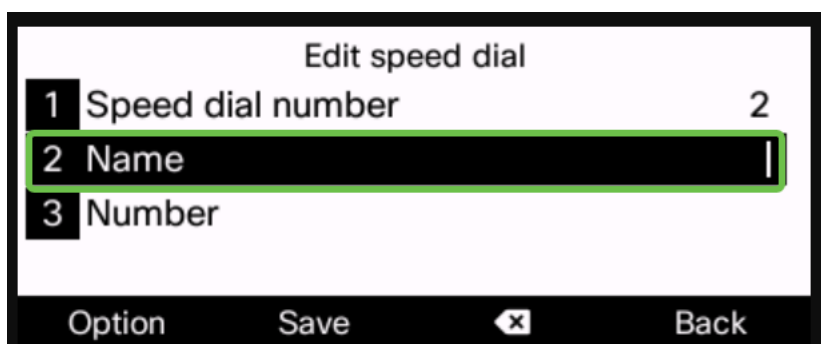 Edit speed dial
1 Speed dial number 2
2 Name
3 Number
Option Save Back